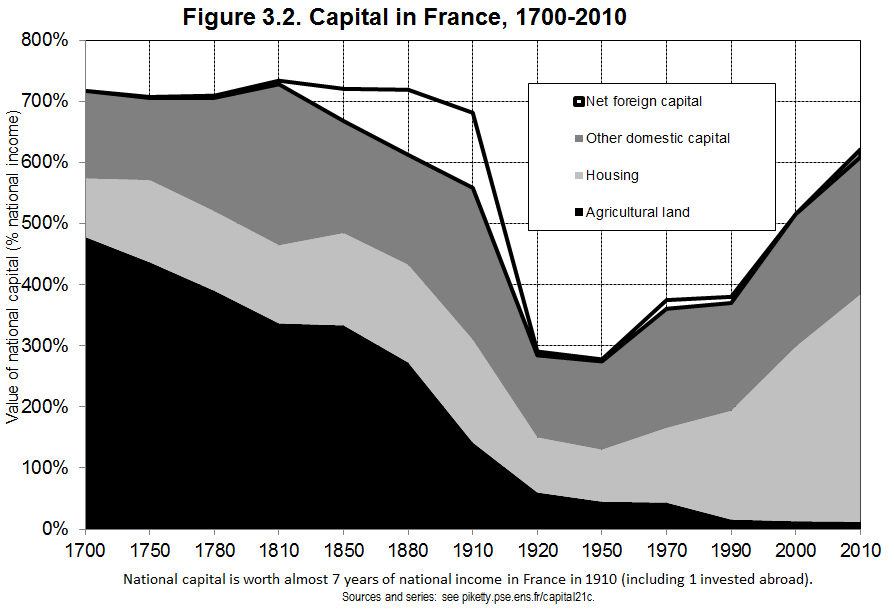 Figure 3.2. Capital in France, 1700-2010
800%
700%
600%
500%
400%
300%
200%
100%
0%
Value of national capital (% national income)
Net foreign capital
Other domestic capital
Housing
Agricultural land
1700 1750 1780 1810 1850 1880 1910 1920 1950 1970 1990 2000 2010
National capital is worth almost 7 years of national income in France in 1910 (including 1 invested abroad).
Sources and series: see piketty.pse.ens.fr/capital21c.